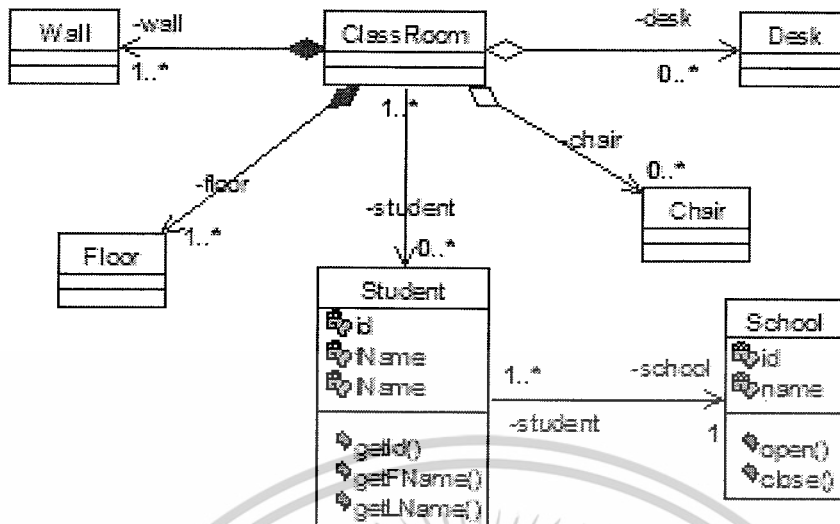 Wall
-wall
1..*
ClassRoom
-desk
0..*
Desk
1..*
-chair
0..*
Chair
-floor
1..*
Floor
-student
0..*
Student
id
fName
lName
getId()
getFName()
getLName()
1..*
-school
-student
1
School
id
name
open()
close()